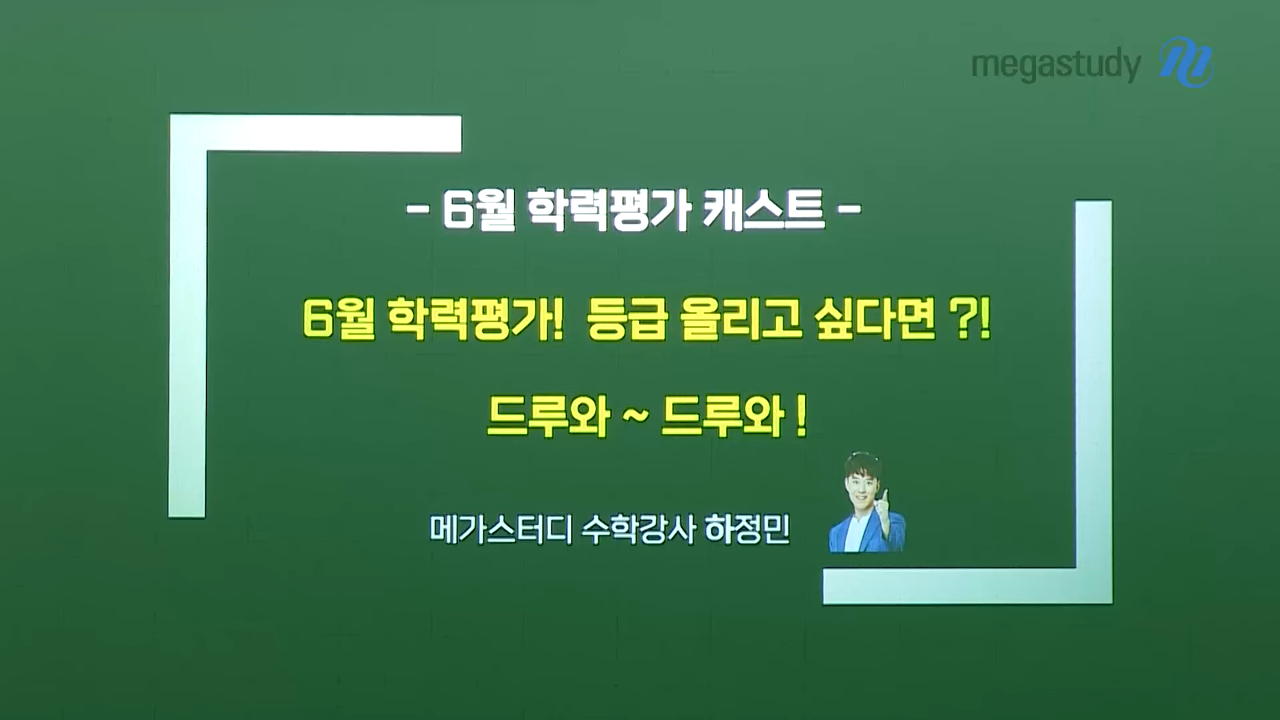 megastudy
- 6월 학력평가 캐스트 -
6월 학력평가! 등급 올리고 싶다면 ?!
드루와 ~ 드루와 !
메가스터디 수학강사 하정민